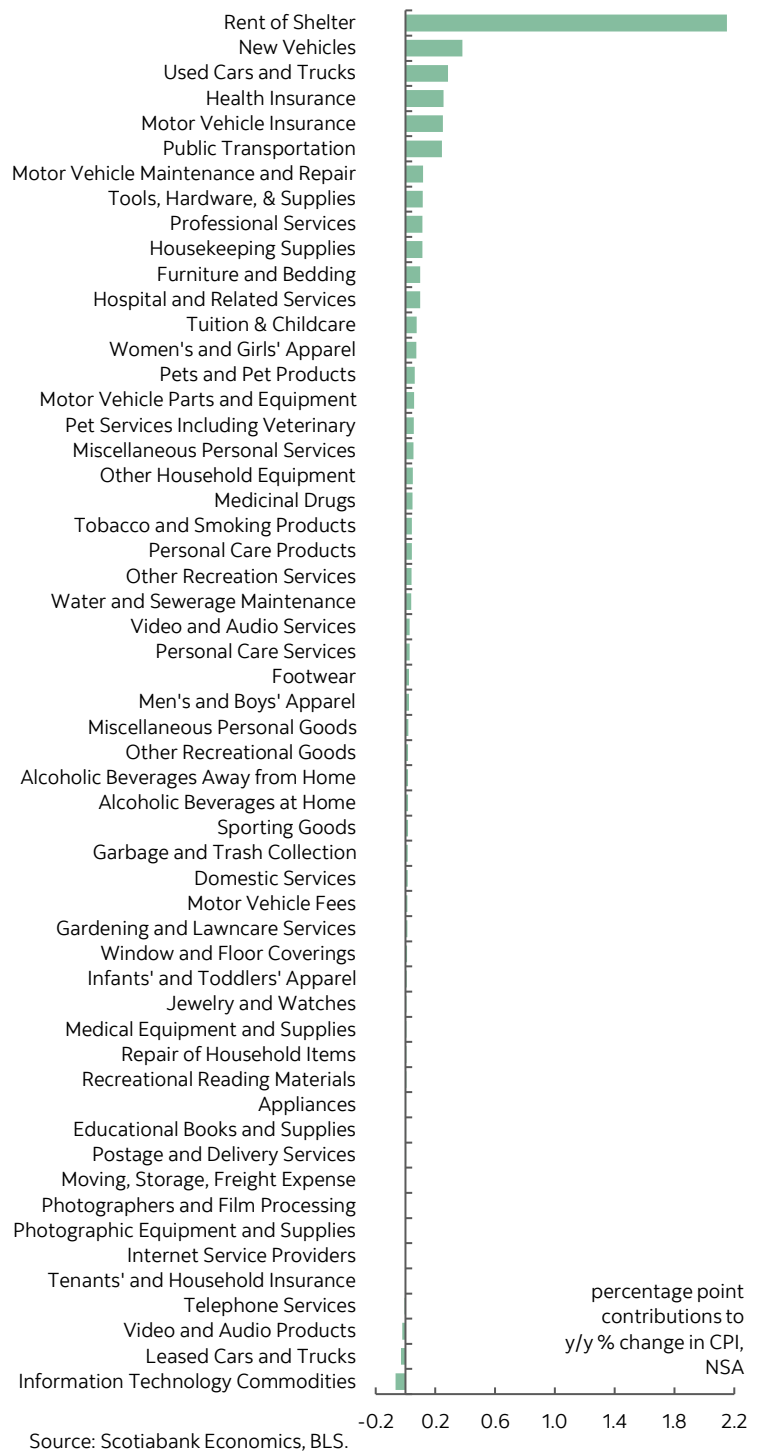 Rent of Shelter
New Vehicles
Used Cars and Trucks
Health Insurance
Motor Vehicle Insurance
Public Transportation
Motor Vehicle Maintenance and Repair
Tools, Hardware, & Supplies
Professional Services
Housekeeping Supplies
Furniture and Bedding
Hospital and Related Services
Tuition & Childcare
Women's and Girls' Apparel
Pets and Pet Products
Motor Vehicle Parts and Equipment
Pet Services Including Veterinary
Miscellaneous Personal Services
Other Household Equipment
Medicinal Drugs
Tobacco and Smoking Products
Personal Care Products
Other Recreation Services
Water and Sewerage Maintenance
Video and Audio Services
Personal Care Services
Footwear
Men's and Boys' Apparel
Miscellaneous Personal Goods
Other Recreational Goods
Alcoholic Beverages Away from Home
Alcoholic Beverages at Home
Sporting Goods
Garbage and Trash Collection
Domestic Services
Motor Vehicle Fees
Gardening and Lawncare Services
Window and Floor Coverings
Infants' and Toddlers' Apparel
Jewelry and Watches
Medical Equipment and Supplies
Repair of Household Items
Recreational Reading Materials
Appliances
Educational Books and Supplies
Postage and Delivery Services
Moving, Storage, Freight Expense
Photographers and Film Processing
Photographic Equipment and Supplies
Internet Service Providers
Tenants' and Household Insurance
Telephone Services
Video and Audio Products
Leased Cars and Trucks
Information Technology Commodities
percentage point
contributions to
y/y % change in CPI,
NSA
-0.2 0.2 0.6 1.0 1.4 1.8 2.2
Source: Scotiabank Economics, BLS.